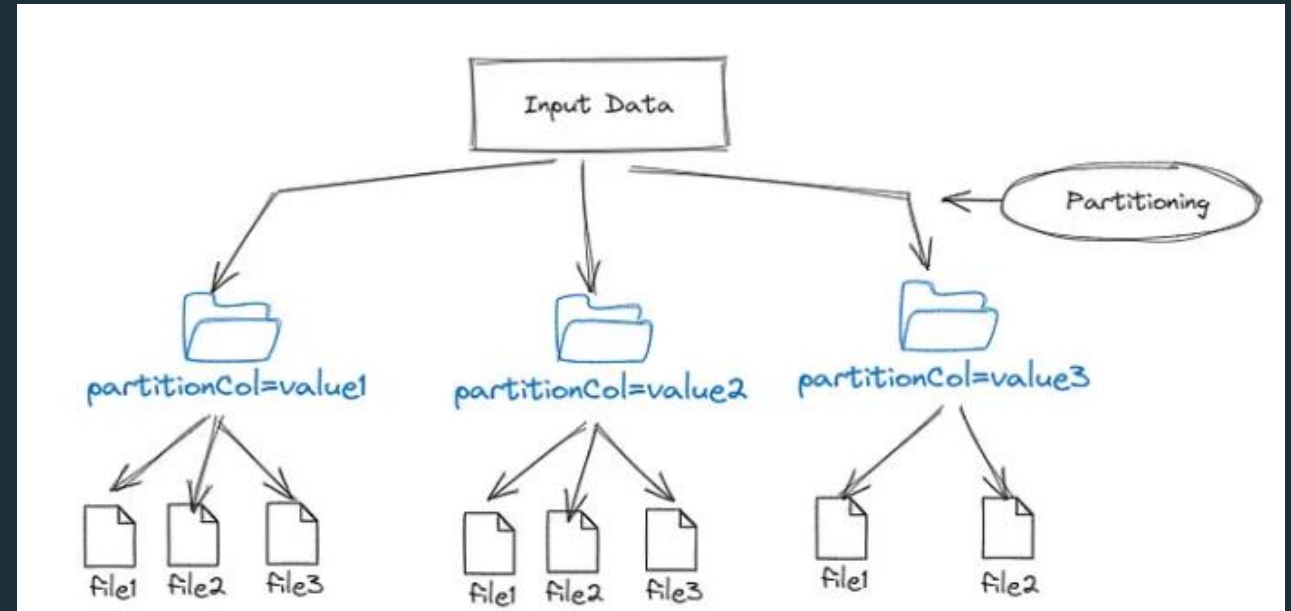 Input Data
Partitioning
partitionCol=value1
partitionCol=value2
partitionCol=value3
file1 file2 file3
file1 file2 file3
file1 file2